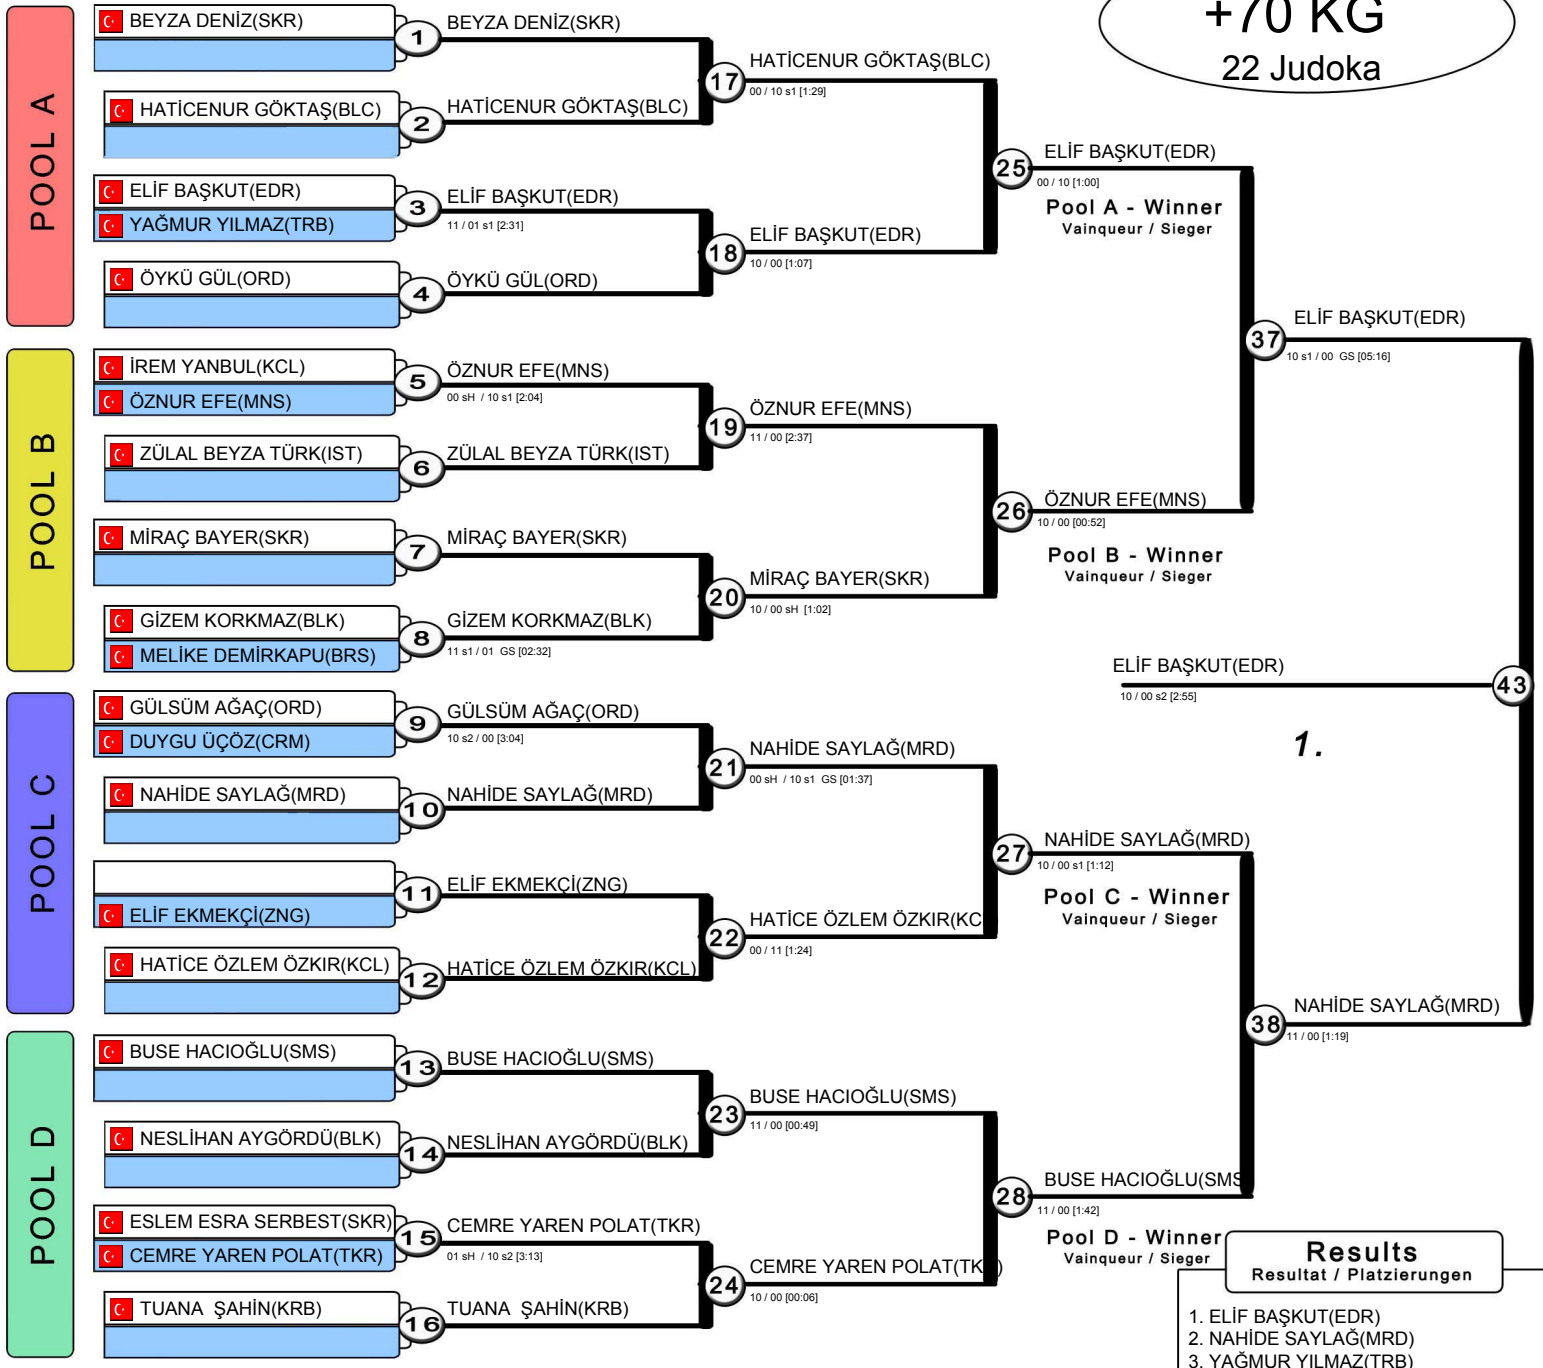 +70 KG
22 Judoka
POOL A
BEYZA DENİZ(SKR)
1
BEYZA DENİZ(SKR)
HATİCENUR GÖKTAŞ(BLC)
2
HATİCENUR GÖKTAŞ(BLC)
17
HATİCENUR GÖKTAŞ(BLC)
00 / 10 s1 [1:29]
ELİF BAŞKUT(EDR)
YAĞMUR YILMAZ(TRB)
3
ELİF BAŞKUT(EDR)
11 / 01 s1 [2:31]
ÖYKÜ GÜL(ORD)
4
ÖYKÜ GÜL(ORD)
18
ELİF BAŞKUT(EDR)
10 / 00 [1:07]
25
ELİF BAŞKUT(EDR)
00 / 10 [1:00]
Pool A - Winner
Vainqueur / Sieger
POOL B
İREM YANBUL(KCL)
ÖZNUR EFE(MNS)
5
ÖZNUR EFE(MNS)
00 sH / 10 s1 [2:04]
ZÜLAL BEYZA TÜRK(IST)
6
ZÜLAL BEYZA TÜRK(IST)
19
ÖZNUR EFE(MNS)
11 / 00 [2:37]
MİRAÇ BAYER(SKR)
7
MİRAÇ BAYER(SKR)
GİZEM KORKMAZ(BLK)
MELİKE DEMİRKAPU(BRS)
8
GİZEM KORKMAZ(BLK)
11 s1 / 01 GS [02:32]
20
MİRAÇ BAYER(SKR)
10 / 00 sH [1:02]
26
ÖZNUR EFE(MNS)
10 / 00 [00:52]
Pool B - Winner
Vainqueur / Sieger
37
ELİF BAŞKUT(EDR)
10 s1 / 00 GS [05:16]
ELİF BAŞKUT(EDR)
10 / 00 s2 [2:55]
43
1.
POOL C
GÜLSÜM AĞAÇ(ORD)
DUYGU ÜÇÖZ(CRM)
9
GÜLSÜM AĞAÇ(ORD)
10 s2 / 00 [3:04]
NAHİDE SAYLAĞ(MRD)
10
NAHİDE SAYLAĞ(MRD)
21
NAHİDE SAYLAĞ(MRD)
00 sH / 10 s1 GS [01:37]
ELİF EKMEKÇİ(ZNG)
11
ELİF EKMEKÇİ(ZNG)
HATİCE ÖZLEM ÖZKIR(KCL)
12
HATİCE ÖZLEM ÖZKIR(KCL)
22
HATİCE ÖZLEM ÖZKIR(KC
00 / 11 [1:24]
27
NAHİDE SAYLAĞ(MRD)
10 / 00 s1 [1:12]
Pool C - Winner
Vainqueur / Sieger
38
NAHİDE SAYLAĞ(MRD)
11 / 00 [1:19]
POOL D
BUSE HACIOĞLU(SMS)
13
BUSE HACIOĞLU(SMS)
NESLİHAN AYGÖRDÜ(BLK)
14
NESLİHAN AYGÖRDÜ(BLK)
23
BUSE HACIOĞLU(SMS)
11 / 00 [00:49]
ESLEM ESRA SERBEST(SKR)
CEMRE YAREN POLAT(TKR)
15
CEMRE YAREN POLAT(TKR)
01 sH / 10 s2 [3:13]
TUANA ŞAHİN(KRB)
16
TUANA ŞAHİN(KRB)
24
CEMRE YAREN POLAT(TK )
10 / 00 [00:06]
28
BUSE HACIOĞLU(SMS
11 / 00 [1:42]
Pool D - Winner
Vainqueur / Sieger
Results
Resultat / Platzierungen
1. ELİF BAŞKUT(EDR)
2. NAHİDE SAYLAĞ(MRD)
3. YAĞMUR YILMAZ(TRB)